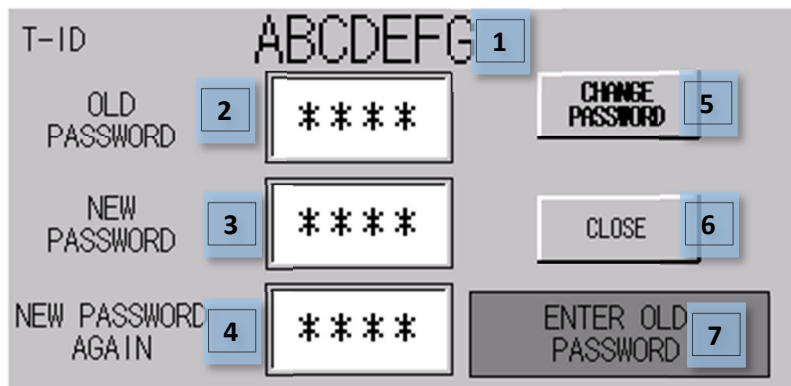 T-ID ABCDEFG 1
OLD
PASSWORD
2
****
CHANGE
PASSWORD
5
NEW
PASSWORD
3
****
CLOSE
6
NEW PASSWORD
AGAIN
4
****
ENTER OLD
PASSWORD
7